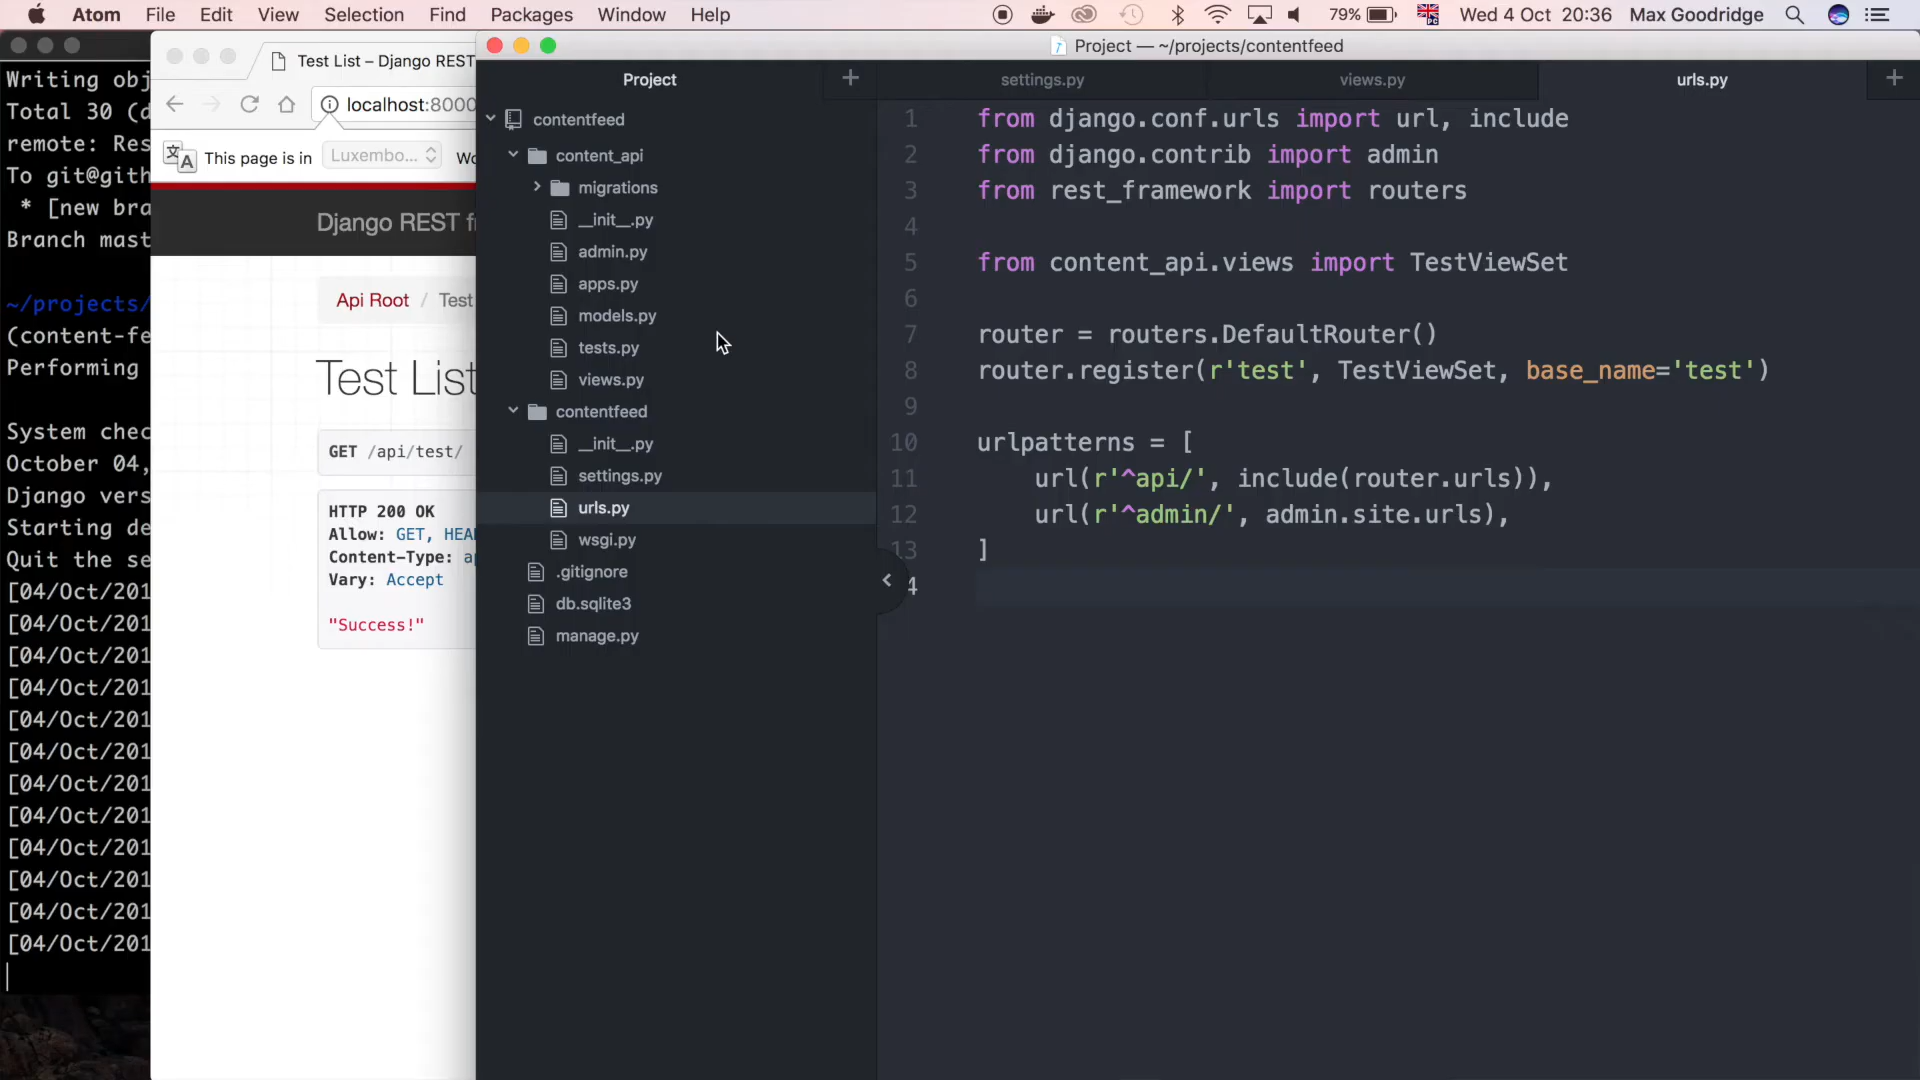 Atom File Edit View Selection Find Packages Window Help 79% Wed 4 Oct 20:36 Max Goodridge
Writing obj
Total 30 (d
remote: Res
To git@gith
* [new bra
Branch mast
~/projects/
(content-fe
Performing
System chec
October 04,
Django vers
Starting de
Quit the se
[04/Oct/201
[04/Oct/201
[04/Oct/201
[04/Oct/201
[04/Oct/201
[04/Oct/201
[04/Oct/201
[04/Oct/201
[04/Oct/201
[04/Oct/201
[04/Oct/201
[04/Oct/201
Test List – Django REST
localhost:8000
This page is in Luxembo... Wo
Django REST f
Api Root / Test
Test List
GET /api/test/
HTTP 200 OK
Allow: GET, HEA
Content-Type: a
Vary: Accept
"Success!"
Project — ~/projects/contentfeed
Project
contentfeed
content_api
migrations
__init__.py
admin.py
apps.py
models.py
tests.py
views.py
contentfeed
__init__.py
settings.py
urls.py
wsgi.py
.gitignore
db.sqlite3
manage.py
settings.py views.py urls.py
1 from django.conf.urls import url, include
2 from django.contrib import admin
3 from rest_framework import routers
4
5 from content_api.views import TestViewSet
6
7 router = routers.DefaultRouter()
8 router.register(r'test', TestViewSet, base_name='test')
9
10 urlpatterns = [
11 url(r'^api/', include(router.urls)),
12 url(r'^admin/', admin.site.urls),
13 ]
4